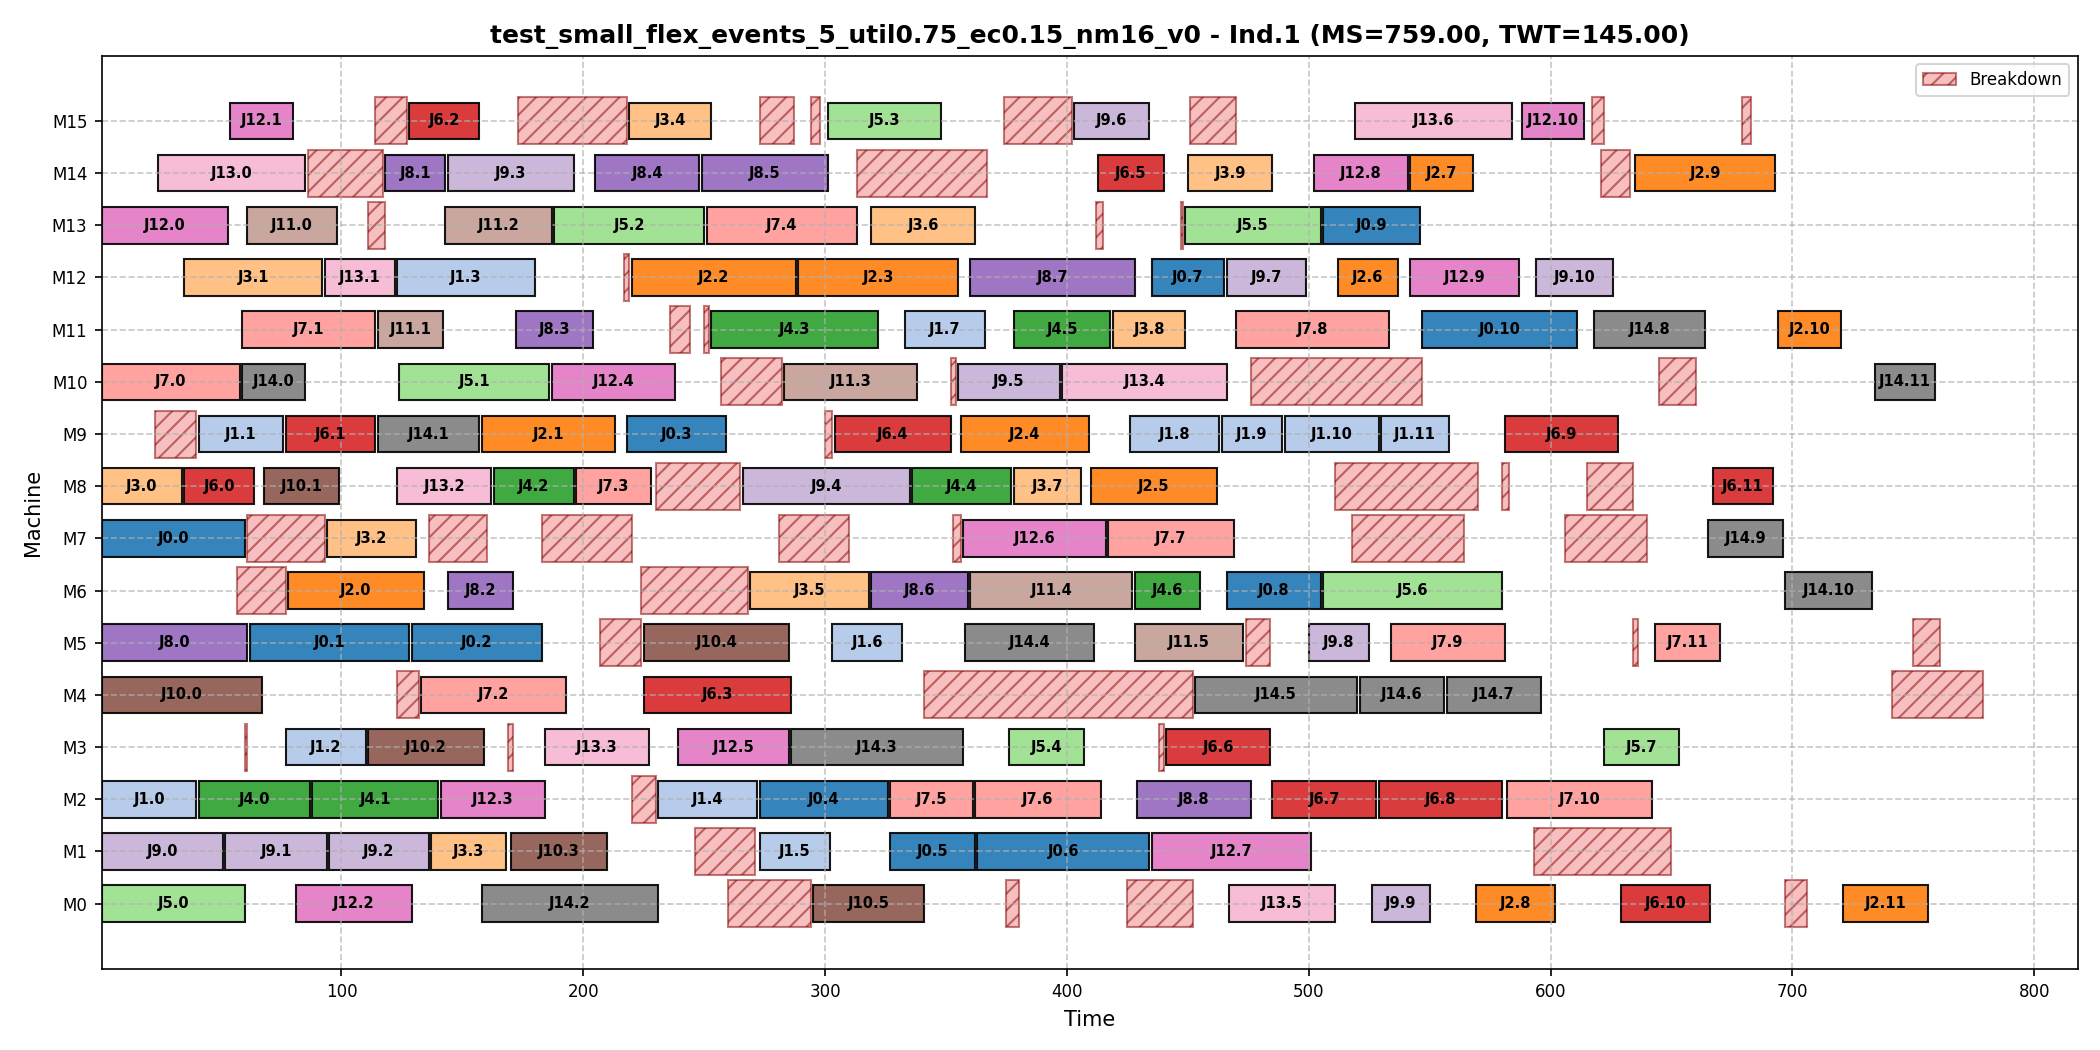 test_small_flex_events_5_util0.75_ec0.15_nm16_v0 - Ind.1 (MS=759.00, TWT=145.00)
Breakdown
M15 J12.1 J6.2 J3.4 J5.3 J9.6 J13.6 J12.10
M14 J13.0 J8.1 J9.3 J8.4 J8.5 J6.5 J3.9 J12.8 J2.7 J2.9
M13 J12.0 J11.0 J11.2 J5.2 J7.4 J3.6 J5.5 J0.9
M12 J3.1 J13.1 J1.3 J2.2 J2.3 J8.7 J0.7 J9.7 J2.6 J12.9 J9.10
M11 J7.1 J11.1 J8.3 J4.3 J1.7 J4.5 J3.8 J7.8 J0.10 J14.8 J2.10
M10 J7.0 J14.0 J5.1 J12.4 J11.3 J9.5 J13.4 J14.11
M9 J1.1 J6.1 J14.1 J2.1 J0.3 J6.4 J2.4 J1.8 J1.9 J1.10 J1.11 J6.9
M8 J3.0 J6.0 J10.1 J13.2 J4.2 J7.3 J9.4 J4.4 J3.7 J2.5 J6.11
M7 J0.0 J3.2 J12.6 J7.7 J14.9
M6 J2.0 J8.2 J3.5 J8.6 J11.4 J4.6 J0.8 J5.6 J14.10
M5 J8.0 J0.1 J0.2 J10.4 J1.6 J14.4 J11.5 J9.8 J7.9 J7.11
M4 J10.0 J7.2 J6.3 J14.5 J14.6 J14.7
M3 J1.2 J10.2 J13.3 J12.5 J14.3 J5.4 J6.6 J5.7
M2 J1.0 J4.0 J4.1 J12.3 J1.4 J0.4 J7.5 J7.6 J8.8 J6.7 J6.8 J7.10
M1 J9.0 J9.1 J9.2 J3.3 J10.3 J1.5 J0.5 J0.6 J12.7
M0 J5.0 J12.2 J14.2 J10.5 J13.5 J9.9 J2.8 J6.10 J2.11
Machine
100 200 300 400 500 600 700 800
Time